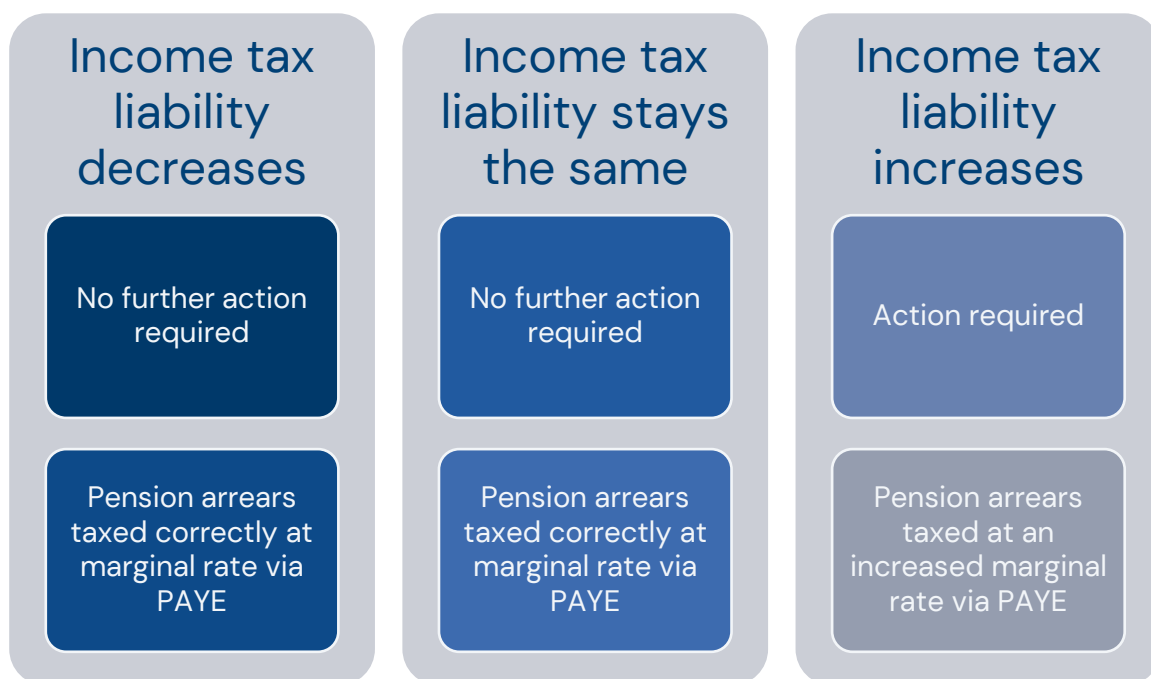 Income tax
liability
decreases
No further action
required
Pension arrears
taxed correctly at
marginal rate via
PAYE
Income tax
liability stays
the same
No further action
required
Pension arrears
taxed correctly at
marginal rate via
PAYE
Income tax
liability
increases
Action required
Pension arrears
taxed at an
increased marginal
rate via PAYE